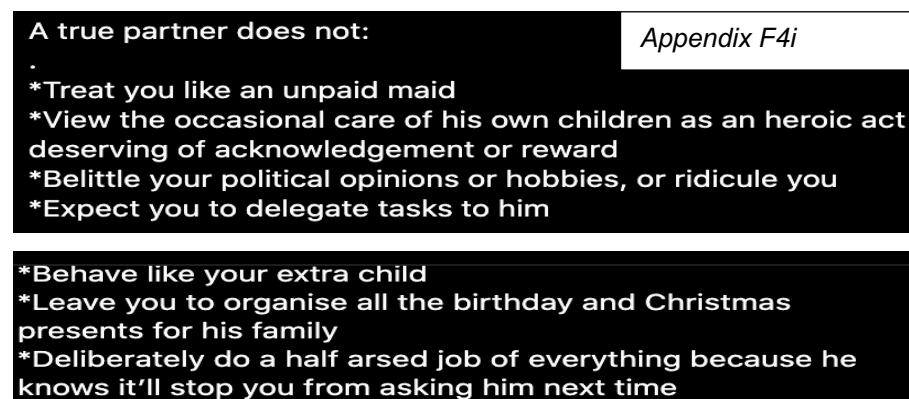 A true partner does not:
Appendix F4i
.
*Treat you like an unpaid maid
*View the occasional care of his own children as an heroic act
deserving of acknowledgement or reward
*Belittle your political opinions or hobbies, or ridicule you
*Expect you to delegate tasks to him
*Behave like your extra child
*Leave you to organise all the birthday and Christmas
presents for his family
*Deliberately do a half arsed job of everything because he
knows it’ll stop you from asking him next time